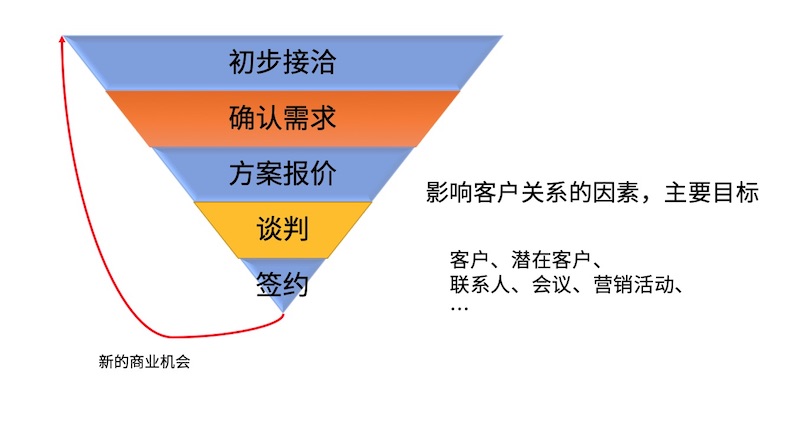 初步接洽
确认需求
方案报价
谈判
签约
影响客户关系的因素，主要目标
客户、潜在客户、
联系人、会议、营销活动、
…
新的商业机会